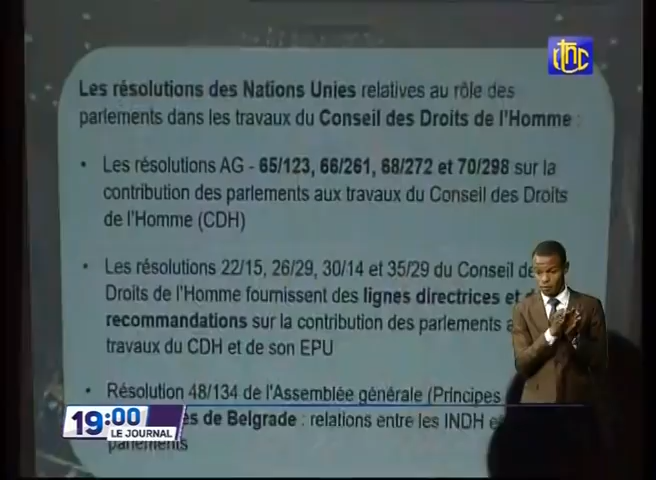 rtnc
Les résolutions des Nations Unies relatives au rôle des
parlements dans les travaux du Conseil des Droits de l'Homme :
• Les résolutions AG - 65/123, 66/261, 68/272 et 70/298 sur la
contribution des parlements aux travaux du Conseil des Droits
de l'Homme (CDH)
• Les résolutions 22/15, 26/29, 30/14 et 35/29 du Conseil
Droits de l'Homme fournissent des lignes directrices et
recommandations sur la contribution des parlements
travaux du CDH et de son EPU
• Résolution 48/134 de l'Assemblée générale (Principes
de Belgrade : relations entre les INDH
parlements
19:00
LE JOURNAL